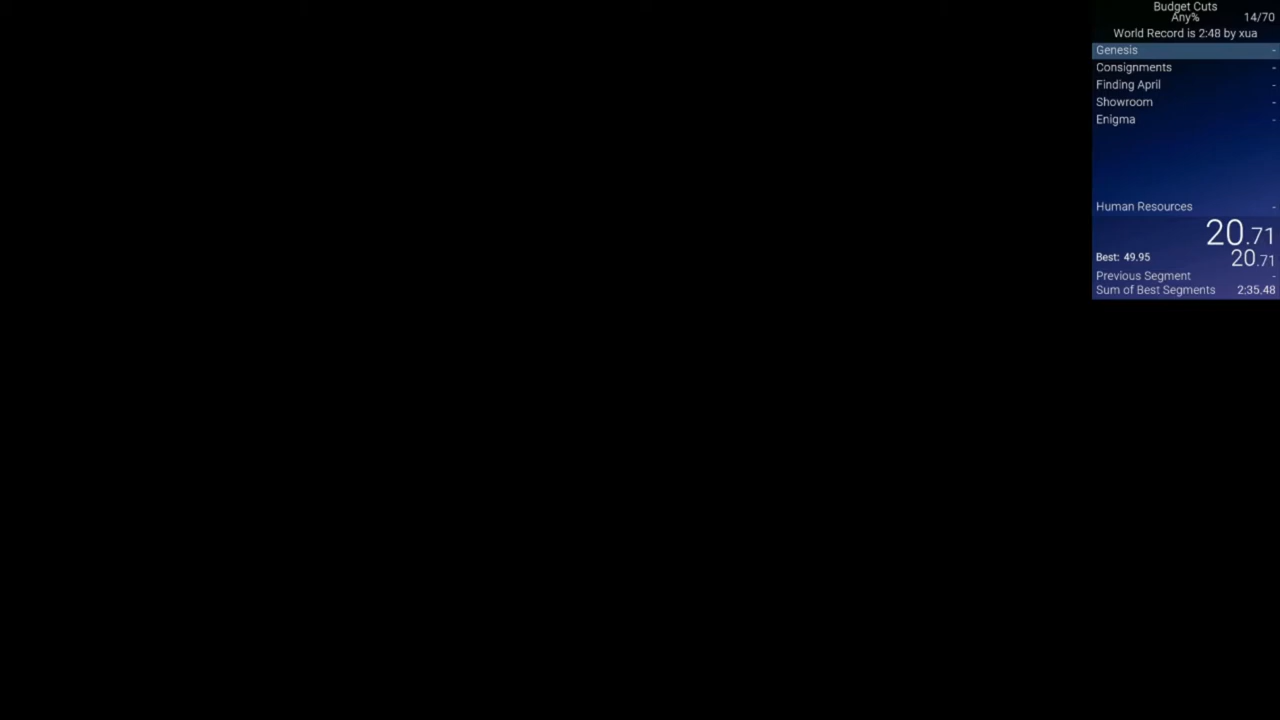 Budget Cuts
Any% 14/70
World Record is 2:48 by xua
Genesis -
Consignments -
Finding April -
Showroom -
Enigma -
Human Resources -
20.71
Best: 49.95 20.71
Previous Segment -
Sum of Best Segments 2:35.48